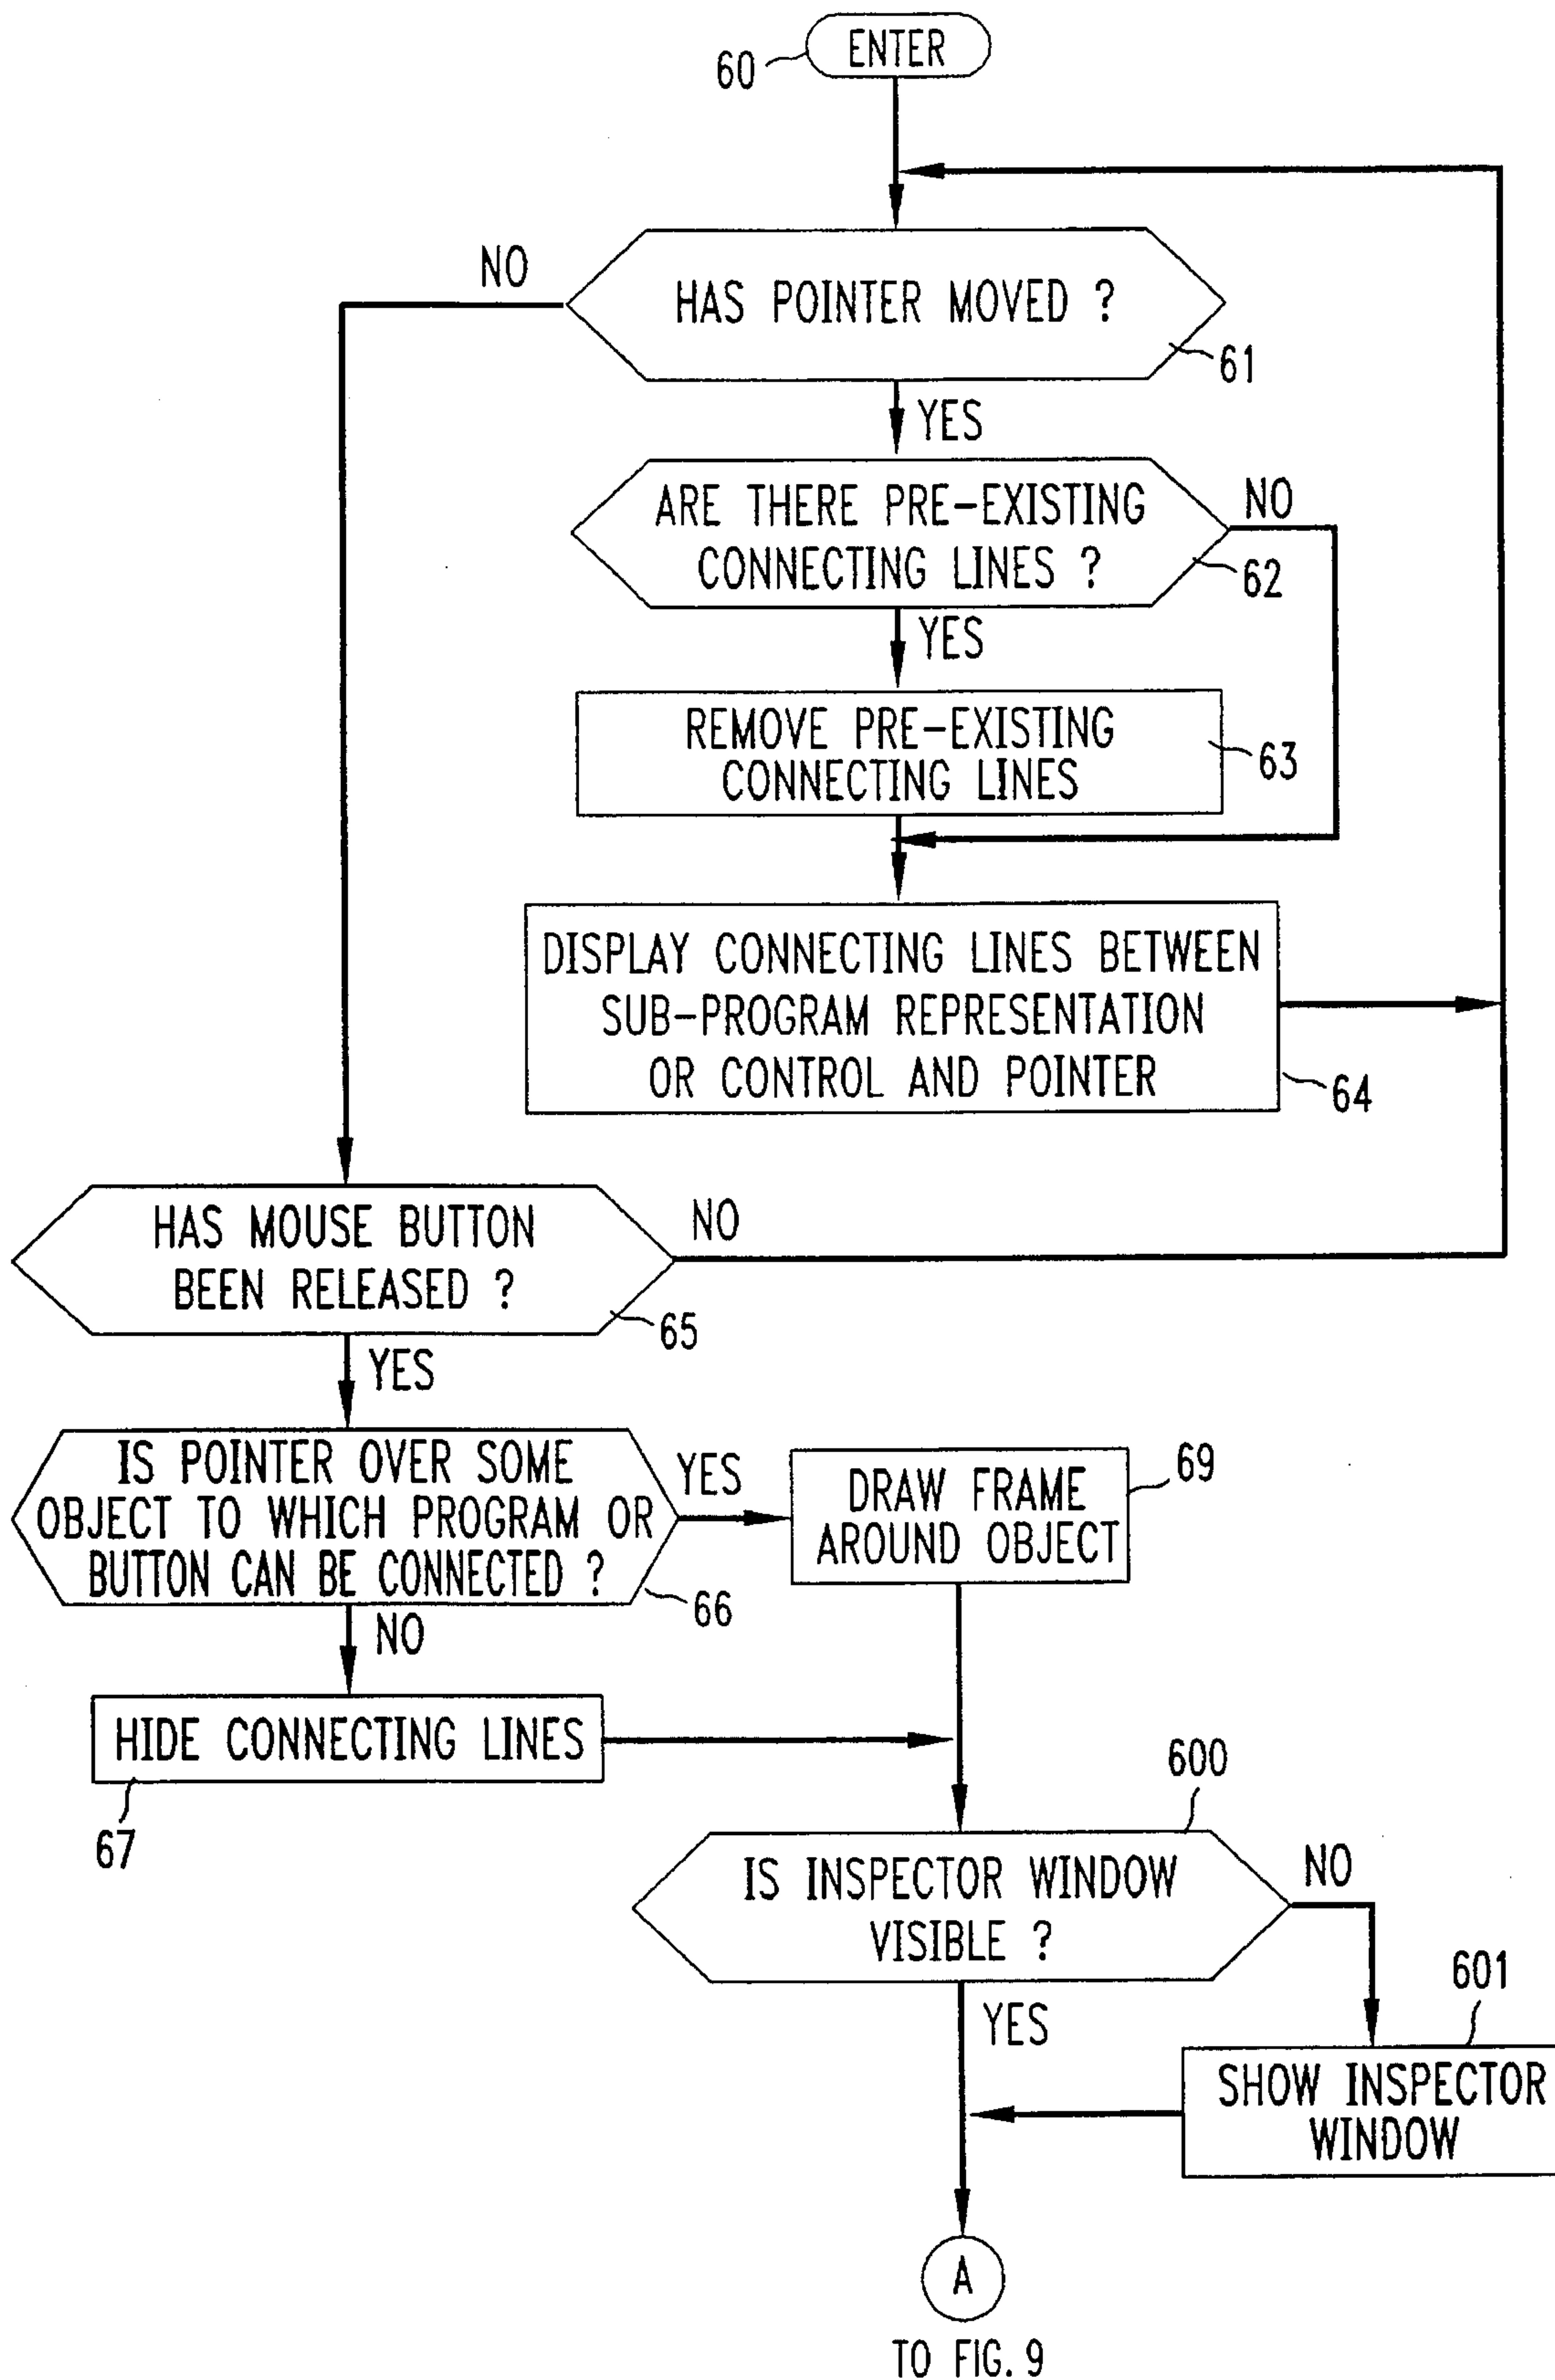 ENTER
60
NO
HAS POINTER MOVED ?
61
YES
ARE THERE PRE-EXISTING
CONNECTING LINES ?
NO
62
YES
REMOVE PRE-EXISTING
CONNECTING LINES
63
DISPLAY CONNECTING LINES BETWEEN
SUB-PROGRAM REPRESENTATION
OR CONTROL AND POINTER
64
HAS MOUSE BUTTON
BEEN RELEASED ?
NO
65
YES
IS POINTER OVER SOME
OBJECT TO WHICH PROGRAM OR
BUTTON CAN BE CONNECTED ?
YES
66
DRAW FRAME
AROUND OBJECT
69
NO
HIDE CONNECTING LINES
67
600
IS INSPECTOR WINDOW
VISIBLE ?
NO
601
YES
SHOW INSPECTOR
WINDOW
A
TO FIG. 9